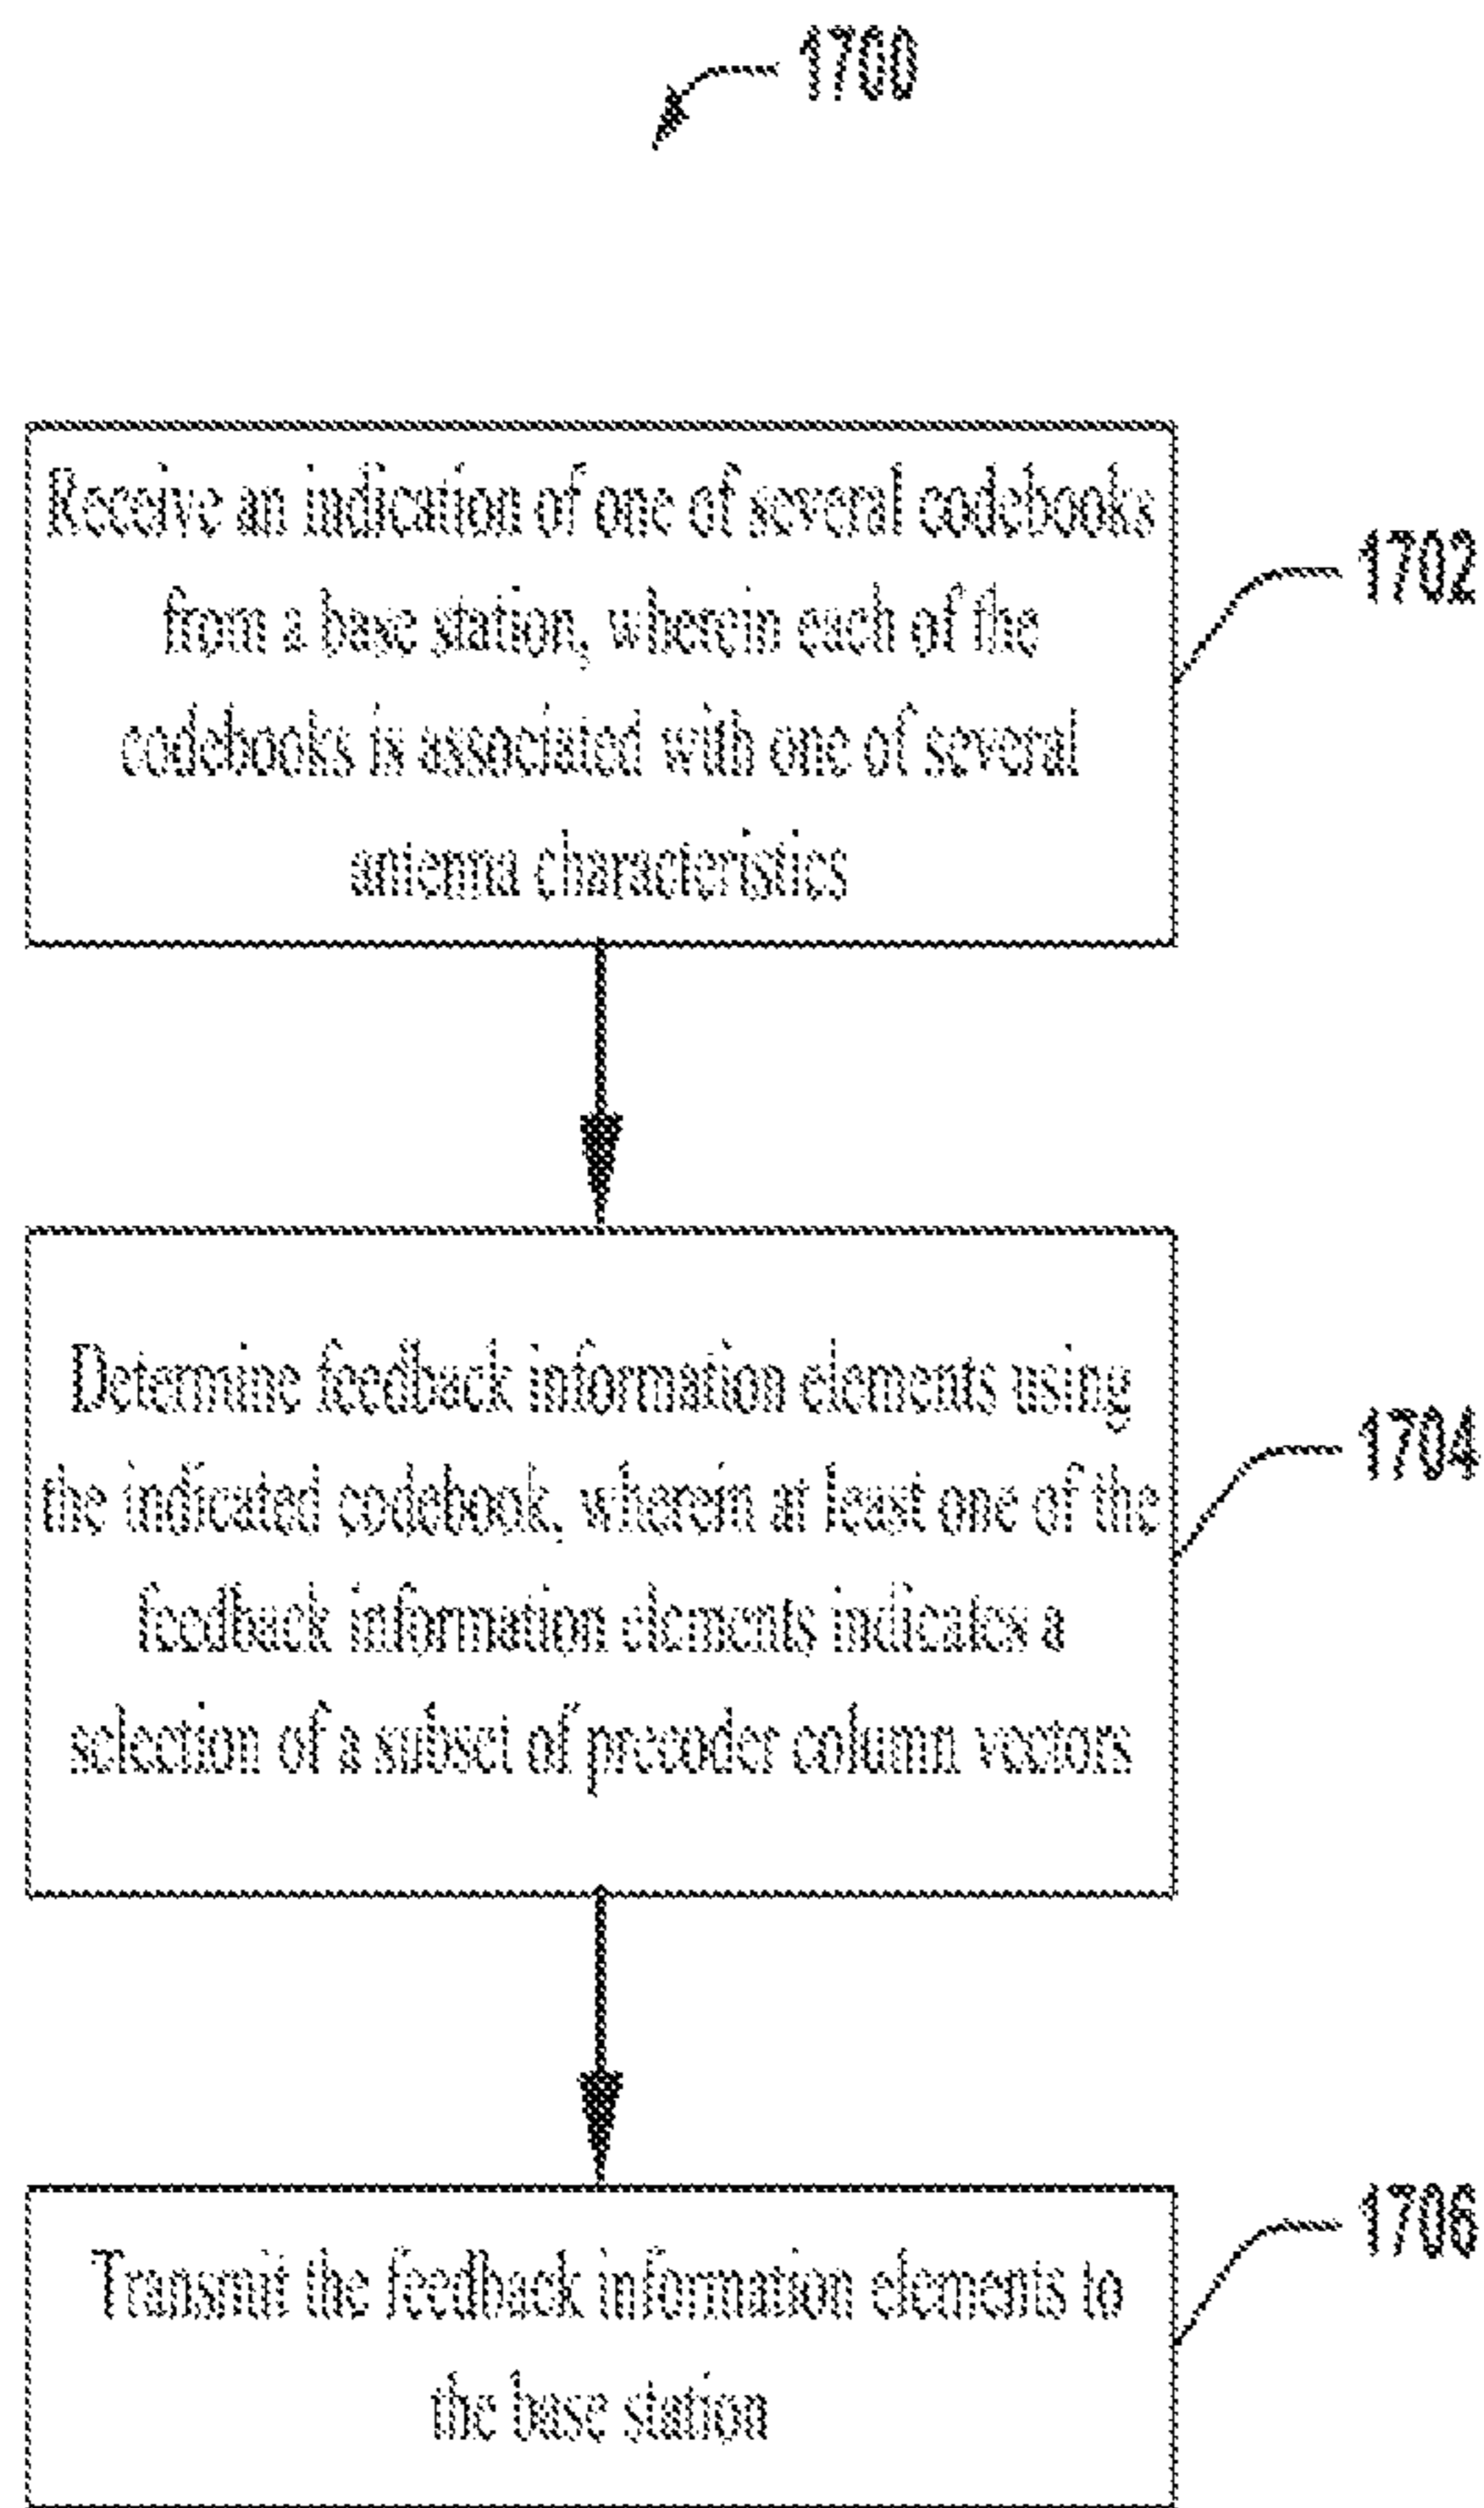 1700
Receive an indication of one of several codebooks
from a base station, wherein each of the
codebooks is associated with one of several
antenna characteristics
1702
Determine feedback information elements using
the indicated codebook, wherein at least one of the
feedback information elements indicates a
selection of a subset of precoder column vectors
1704
Transmit the feedback information elements to
the base station
1706